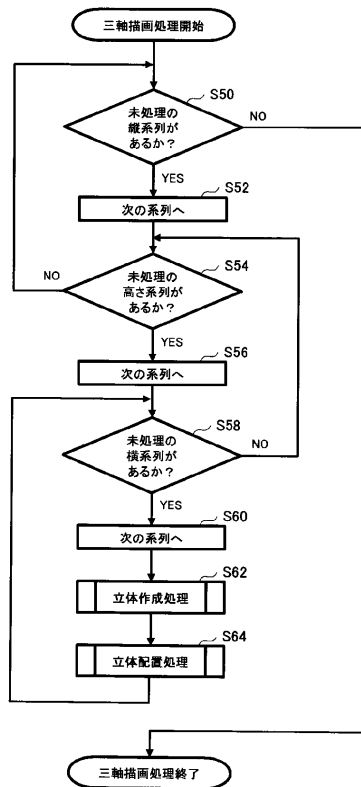 三軸描画処理開始
S50
未処理の
縦系列が
あるか？
NO
YES
S52
次の系列へ
S54
未処理の
高さ系列が
あるか？
NO
YES
S56
次の系列へ
S58
未処理の
横系列が
あるか？
NO
YES
S60
次の系列へ
S62
立体作成処理
S64
立体配置処理
三軸描画処理終了